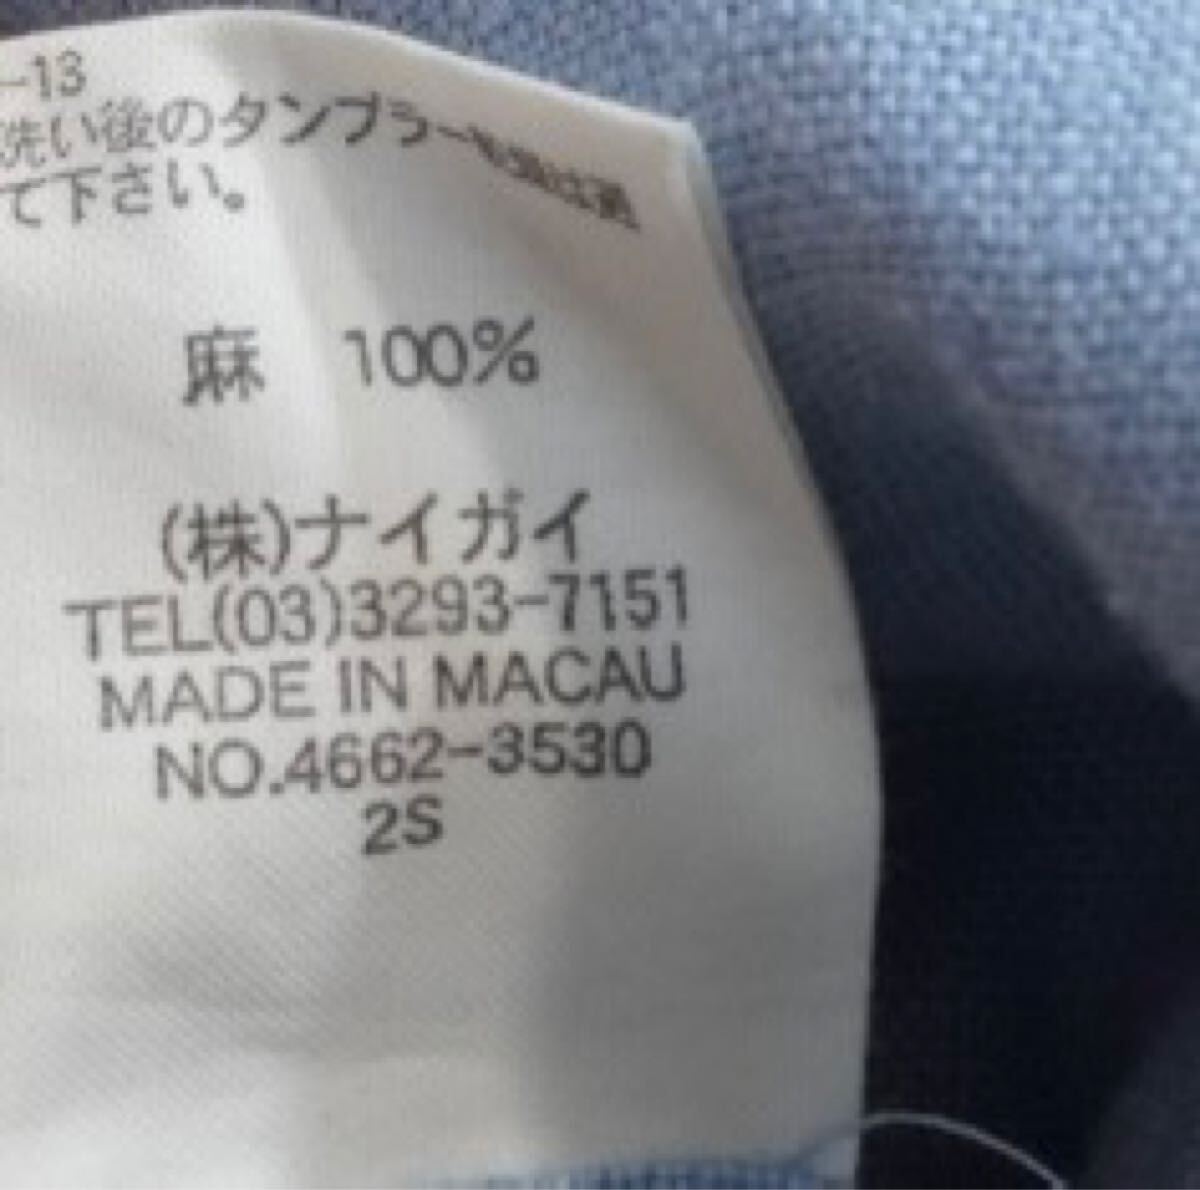 -13
洗い後のタンブラー
て下さい。
麻 100%
(株)ナイガイ
TEL(03)3293-7151
MADE IN MACAU
NO.4662-3530
2S